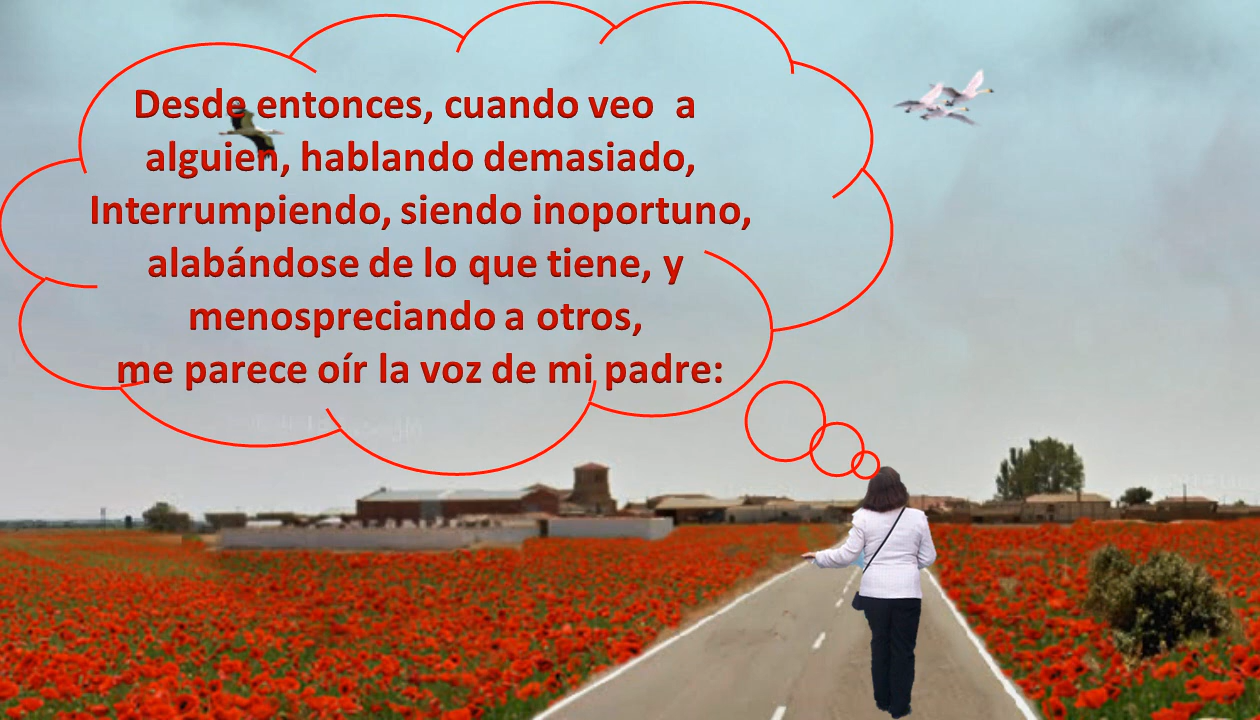 Desde entonces, cuando veo a
alguien, hablando demasiado,
Interrumpiendo, siendo inoportuno,
alabándose de lo que tiene, y
menospreciando a otros,
me parece oír la voz de mi padre: